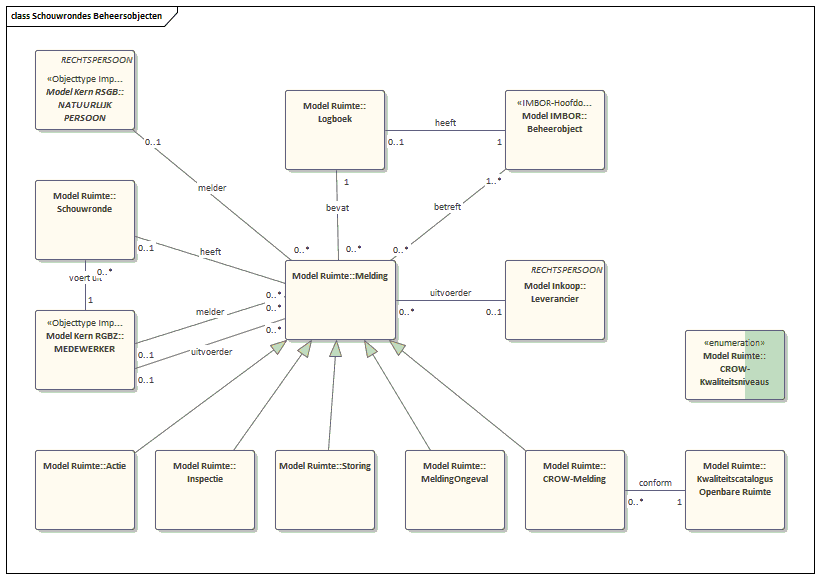 class Schouwrondes Beheersobjecten
RECHTSPERSOON
«Objecttype Imp...
Model Kern RSGB::
NATUURLIJK
PERSOON
0..1
melder
0..*
Model Ruimte::
Logboek
0..1
heeft
1
«IMBOR-Hoofdo...
Model IMBOR::
Beheerobject
1
bevat
0..*
1..*
betreft
0..*
Model Ruimte::
Schouwronde
0..1
heeft
0..*
0..*
voert uit
1
Model Ruimte::Melding
uitvoerder
0..*
0..1
RECHTSPERSOON
Model Inkoop::
Leverancier
«Objecttype Imp...
Model Kern RGBZ::
MEDEWERKER
melder
0..*
0..1
uitvoerder
0..*
0..1
«enumeration»
Model Ruimte::
CROW-
Kwaliteitsniveaus
Model Ruimte::Actie
Model Ruimte::
Inspectie
Model Ruimte::Storing
Model Ruimte::
MeldingOngeval
Model Ruimte::
CROW-Melding
conform
0..*
1
Model Ruimte::
Kwaliteitscatalogus
Openbare Ruimte